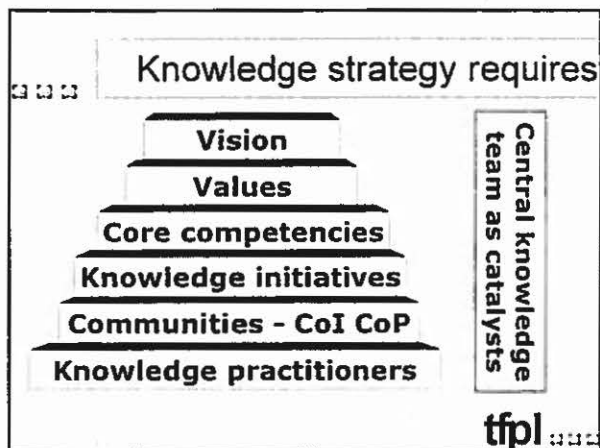 Knowledge strategy requires
Vision
Values
Core competencies
Knowledge initiatives
Communities - CoI CoP
Knowledge practitioners
Central knowledge
team as catalysts
tfpl